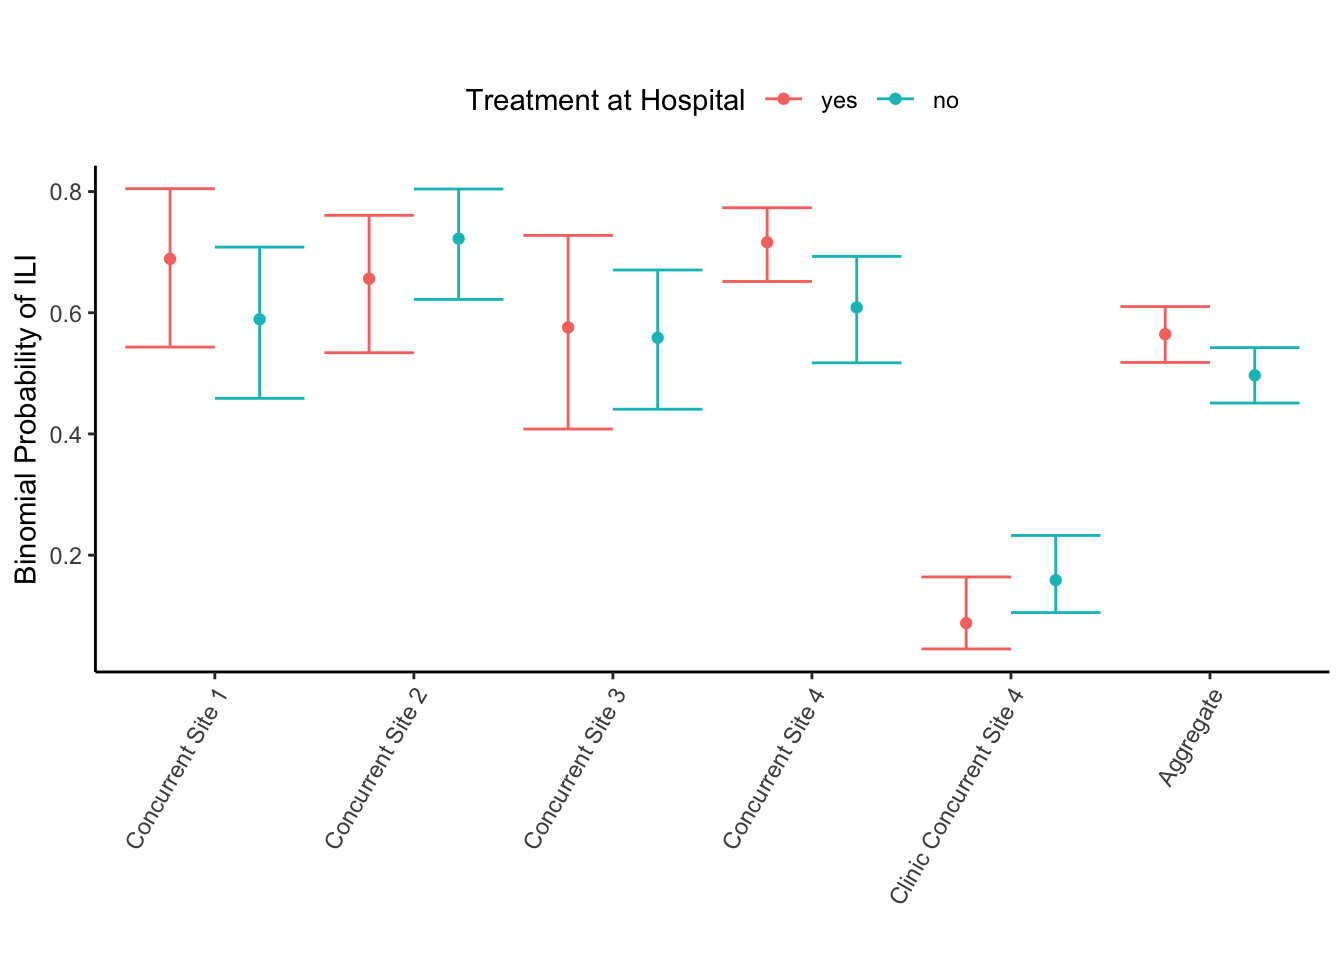 Treatment at Hospital yes no
Binomial Probability of ILI
0.8
0.6
0.4
0.2
Concurrent Site 1
Concurrent Site 2
Concurrent Site 3
Concurrent Site 4
Clinic Concurrent Site 4
Aggregate